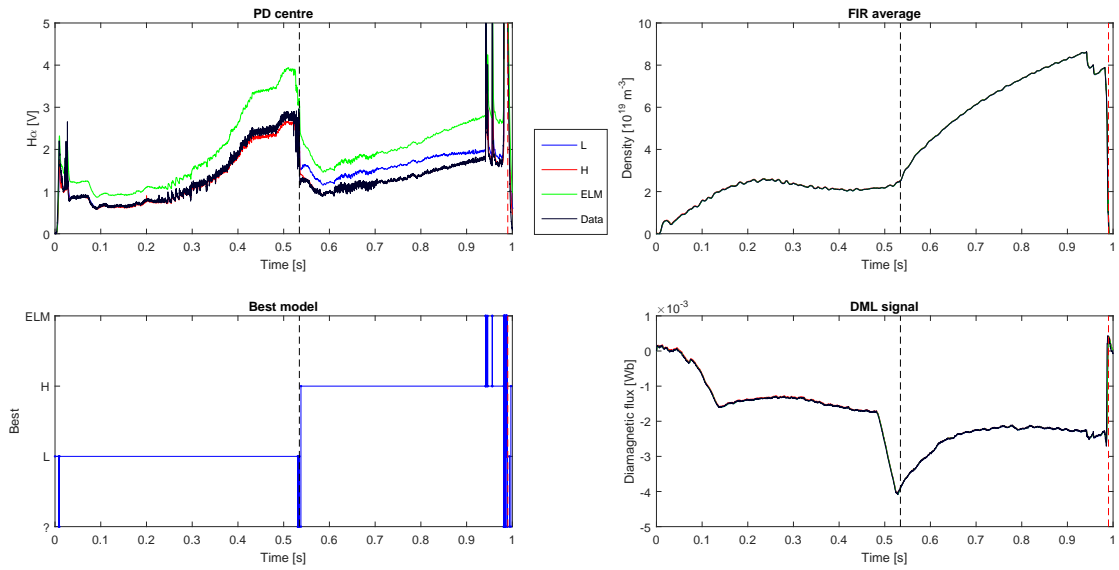 PD centre
5
4
3
2
1
0
Hα [V]
0 0.1 0.2 0.3 0.4 0.5 0.6 0.7 0.8 0.9 1
Time [s]
L
H
ELM
Data
FIR average
10
8
6
4
2
0
Density [10^19 m^-3]
0 0.1 0.2 0.3 0.4 0.5 0.6 0.7 0.8 0.9 1
Time [s]
Best model
ELM
H
L
?
Best
0 0.1 0.2 0.3 0.4 0.5 0.6 0.7 0.8 0.9 1
Time [s]
DML signal
×10^-3
1
0
-1
-2
-3
-4
-5
Diamagnetic flux [Wb]
0 0.1 0.2 0.3 0.4 0.5 0.6 0.7 0.8 0.9 1
Time [s]